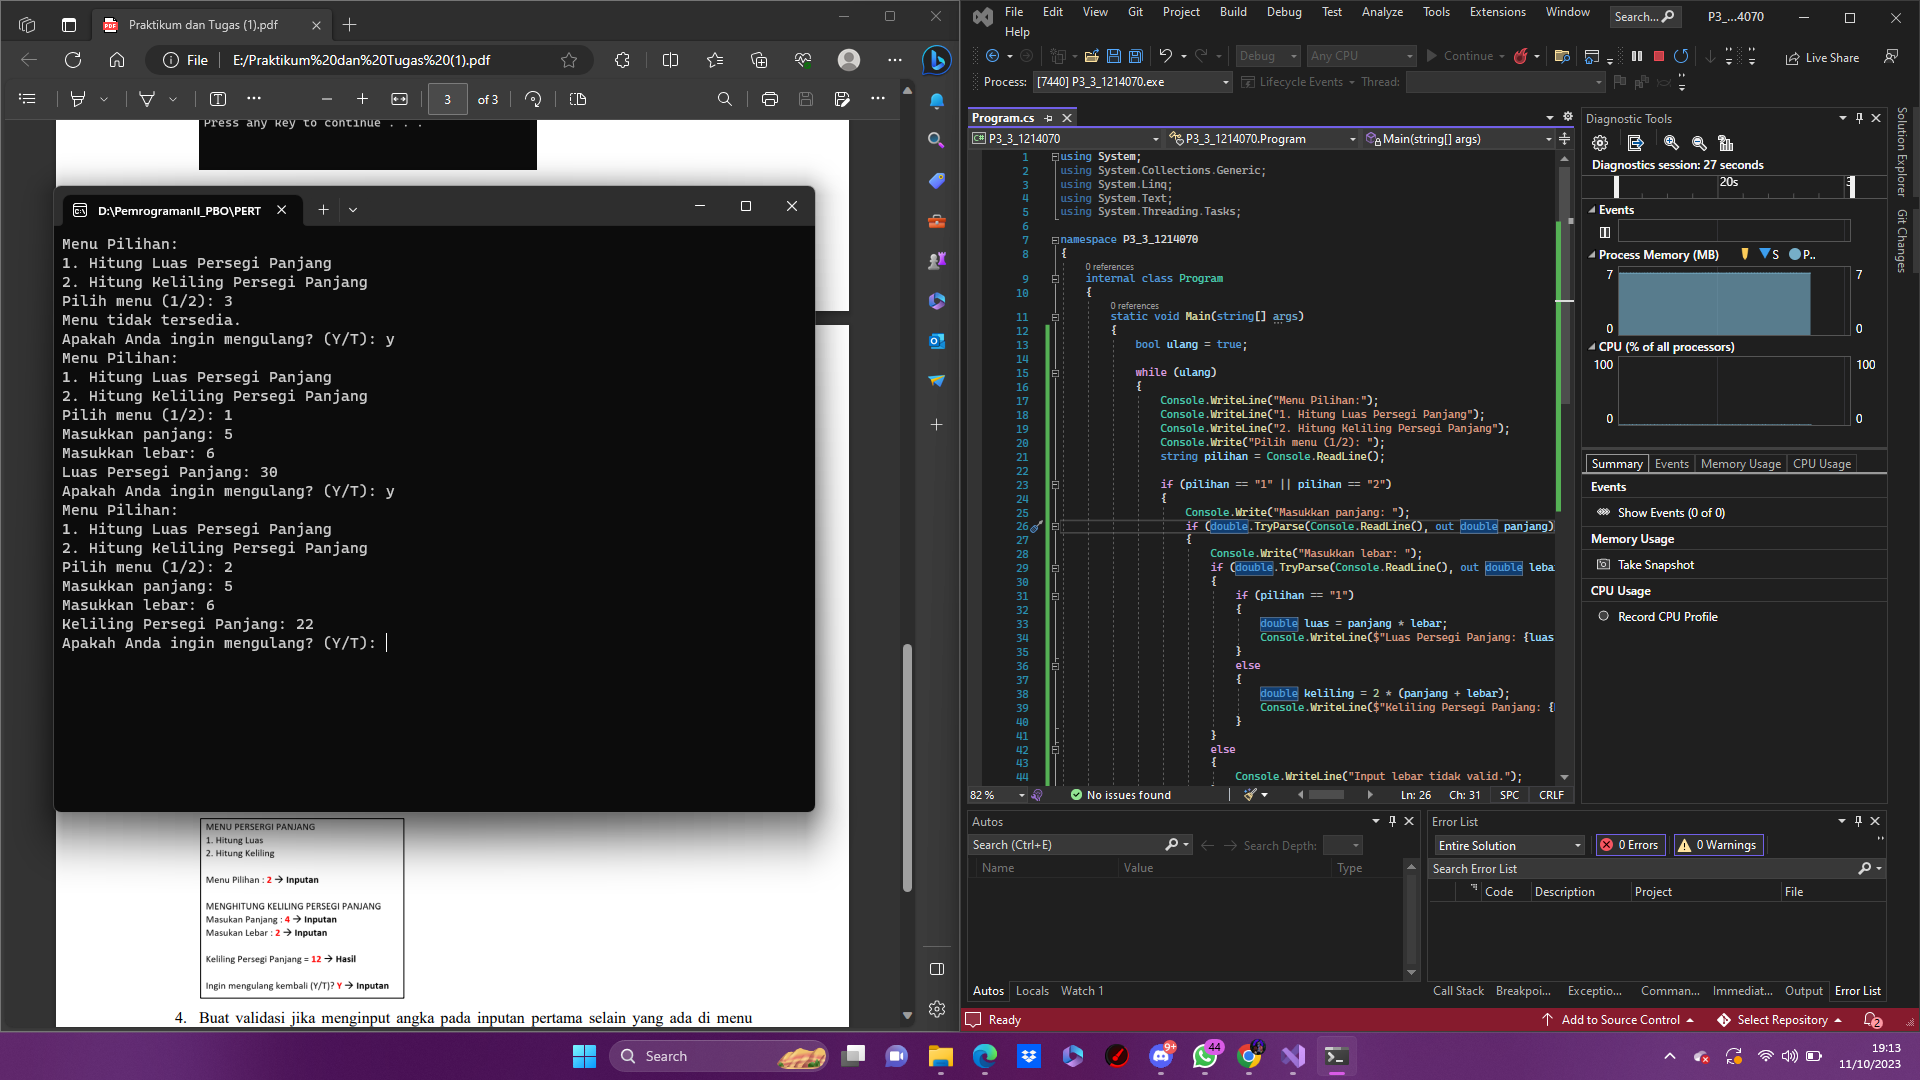 Praktikum dan Tugas (1).pdf
File
E:/Praktikum%20dan%20Tugas%20(1).pdf
3
of 3
Press any key to continue . . .
D:\PemrogramanII_PBO\PERT
Menu Pilihan:
1. Hitung Luas Persegi Panjang
2. Hitung Keliling Persegi Panjang
Pilih menu (1/2): 3
Menu tidak tersedia.
Apakah Anda ingin mengulang? (Y/T): y
Menu Pilihan:
1. Hitung Luas Persegi Panjang
2. Hitung Keliling Persegi Panjang
Pilih menu (1/2): 1
Masukkan panjang: 5
Masukkan lebar: 6
Luas Persegi Panjang: 30
Apakah Anda ingin mengulang? (Y/T): y
Menu Pilihan:
1. Hitung Luas Persegi Panjang
2. Hitung Keliling Persegi Panjang
Pilih menu (1/2): 2
Masukkan panjang: 5
Masukkan lebar: 6
Keliling Persegi Panjang: 22
Apakah Anda ingin mengulang? (Y/T):
MENU PERSERGI PANJANG
1. Hitung Luas
2. Hitung Keliling
Menu Pilihan : 2 → Inputan
MENGHITUNG KELILING PERSEGI PANJANG
Masukan Panjang : 4 → Inputan
Masukan Lebar : 2 → Inputan
Keliling Persegi Panjang = 12 → Hasil
Ingin mengulang kembali (Y/T)? Y → Inputan
4. Buat validasi jika menginput angka pada inputan pertama selain yang ada di menu
File Edit View Git Project Build Debug Test Analyze Tools Extensions Window
Help
Search...
P3_...4070
Debug
Any CPU
Continue
Live Share
Process: [7440] P3_3_1214070.exe
Lifecycle Events
Thread:
Program.cs
P3_3_1214070
P3_3_1214070.Program
Main(string[] args)
1 using System;
2 using System.Collections.Generic;
3 using System.Linq;
4 using System.Text;
5 using System.Threading.Tasks;
6
7 namespace P3_3_1214070
8 {
0 references
9 internal class Program
10 {
0 references
11 static void Main(string[] args)
12 {
13 bool ulang = true;
14
15 while (ulang)
16 {
17 Console.WriteLine("Menu Pilihan:");
18 Console.WriteLine("1. Hitung Luas Persegi Panjang");
19 Console.WriteLine("2. Hitung Keliling Persegi Panjang");
20 Console.Write("Pilih menu (1/2): ");
21 string pilihan = Console.ReadLine();
22
23 if (pilihan == "1" || pilihan == "2")
24 {
25 Console.Write("Masukkan panjang: ");
26 if (double.TryParse(Console.ReadLine(), out double panjang)
27 {
28 Console.Write("Masukkan lebar: ");
29 if (double.TryParse(Console.ReadLine(), out double leba
30 {
31 if (pilihan == "1")
32 {
33 double luas = panjang * lebar;
34 Console.WriteLine($"Luas Persegi Panjang: {luas
35 }
36 else
37 {
38 double keliling = 2 * (panjang + lebar);
39 Console.WriteLine($"Keliling Persegi Panjang: {
40 }
41 }
42 else
43 {
44 Console.WriteLine("Input lebar tidak valid.");
82 %
No issues found
Ln: 26
Ch: 31
SPC
CRLF
Diagnostic Tools
Diagnostics session: 27 seconds
20s
Events
Process Memory (MB)
S
P..
7
7
0
0
CPU (% of all processors)
100
100
0
0
Summary
Events
Memory Usage
CPU Usage
Events
Show Events (0 of 0)
Memory Usage
Take Snapshot
CPU Usage
Record CPU Profile
Solution Explorer
Git Changes
Autos
Search (Ctrl+E)
Search Depth:
Name
Value
Type
Autos
Locals
Watch 1
Error List
Entire Solution
0 Errors
0 Warnings
Search Error List
Code
Description
Project
File
Call Stack
Breakpoi...
Exceptio...
Comman...
Immediat...
Output
Error List
Ready
Add to Source Control
Select Repository
2
Search
9+
44
19:13
11/10/2023